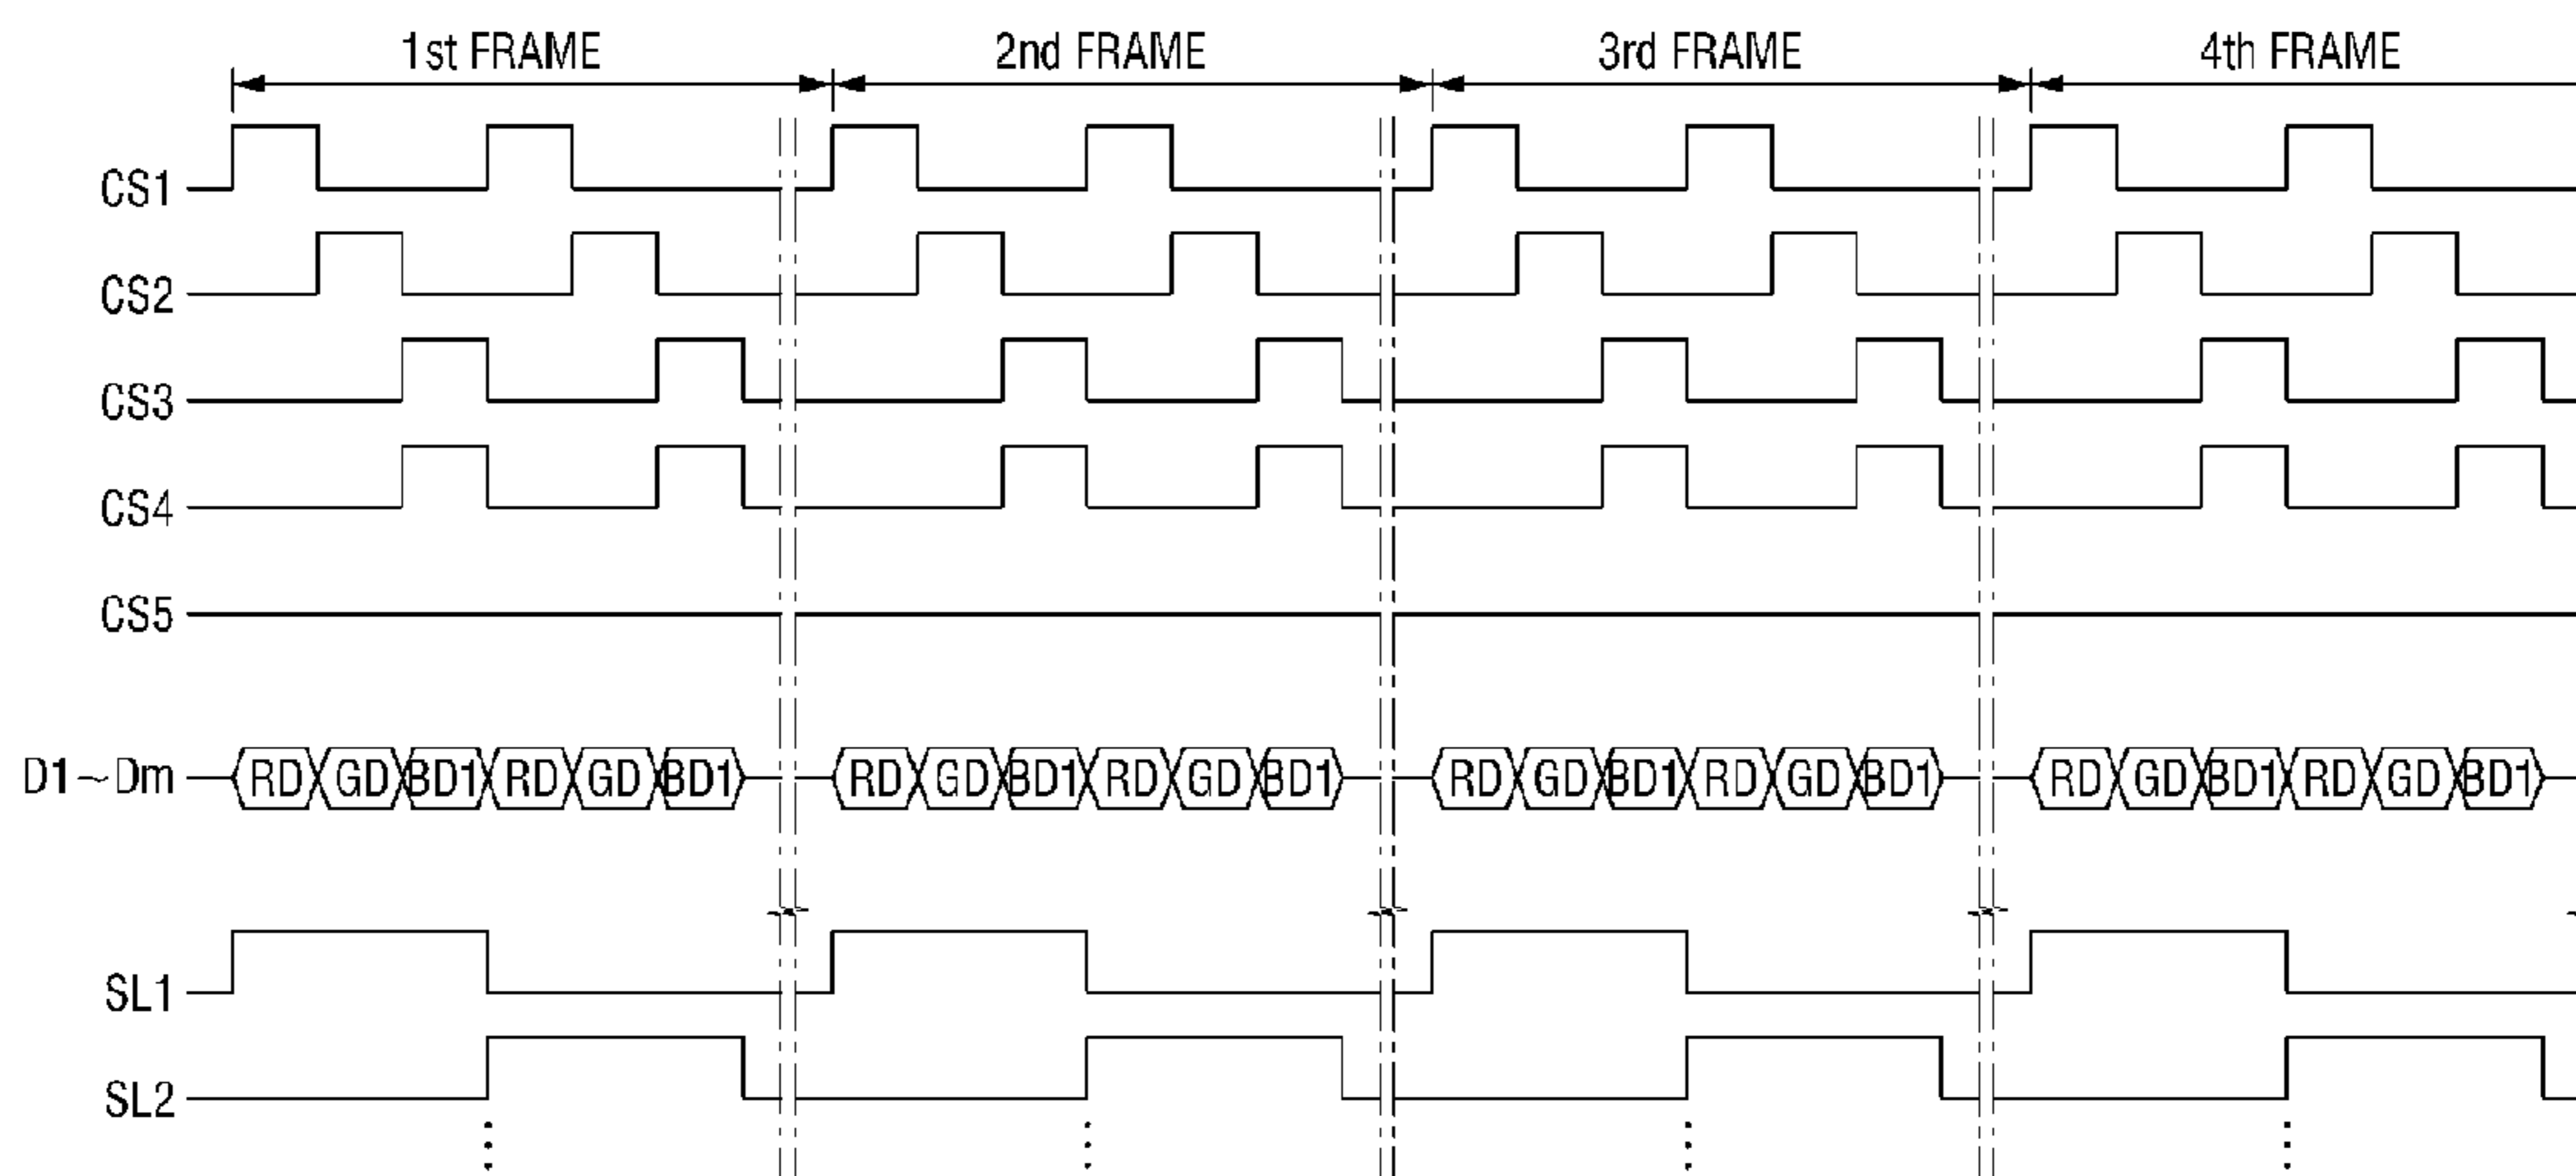 1st FRAME 2nd FRAME 3rd FRAME 4th FRAME
CS1
CS2
CS3
CS4
CS5
D1~Dm RD GD BD1 RD GD BD1 RD GD BD1 RD GD BD1 RD GD BD1 RD GD BD1 RD GD BD1 RD GD BD1
SL1
SL2